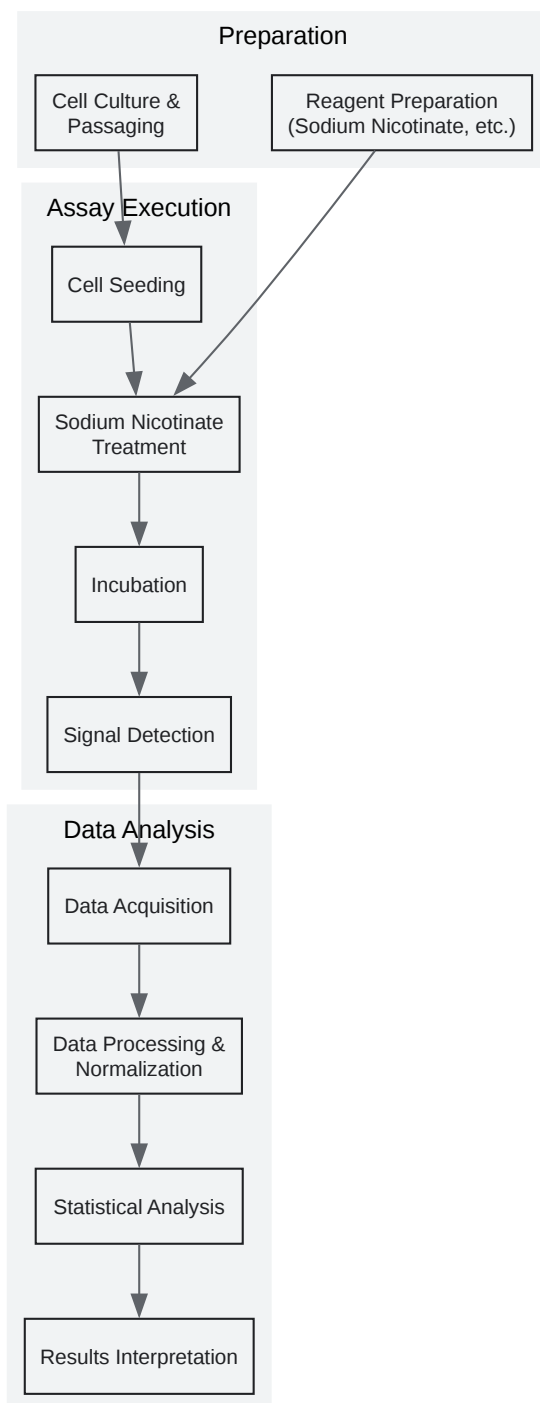 Preparation
Cell Culture &
Passaging
Reagent Preparation
(Sodium Nicotinate, etc.)
Assay Execution
Cell Seeding
Sodium Nicotinate
Treatment
Incubation
Signal Detection
Data Analysis
Data Acquisition
Data Processing &
Normalization
Statistical Analysis
Results Interpretation